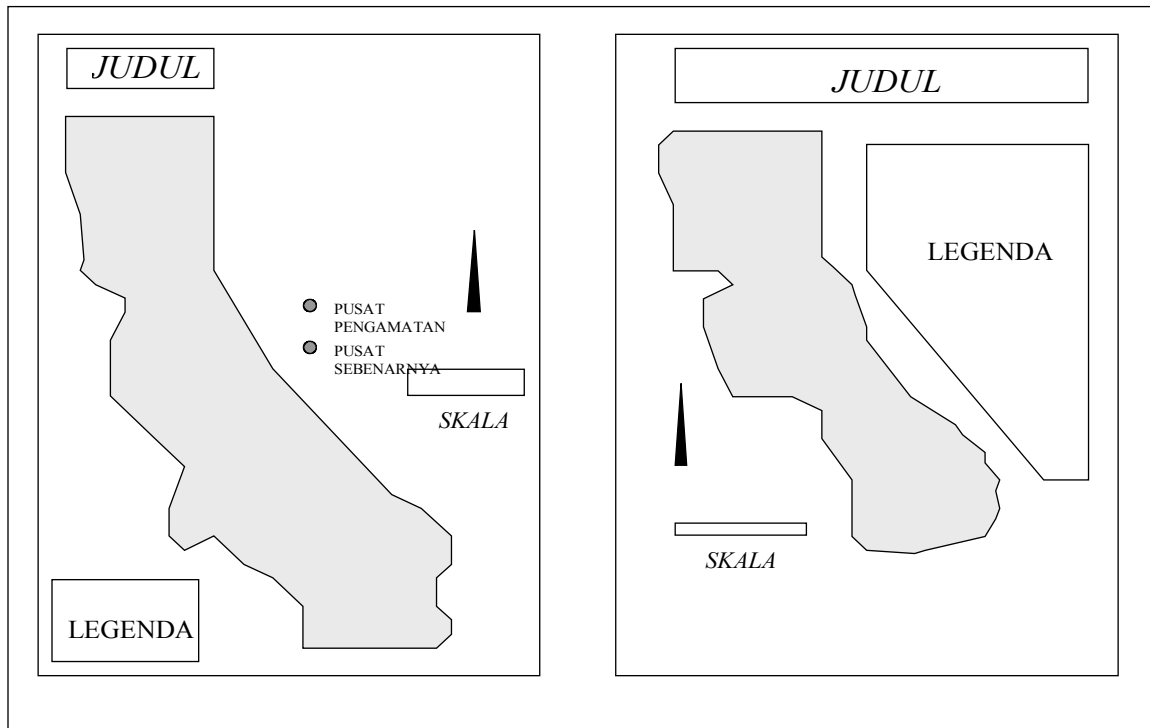 JUDUL
PUSAT
PENGAMATAN
PUSAT
SEBENARNYA
SKALA
LEGENDA
JUDUL
LEGENDA
SKALA